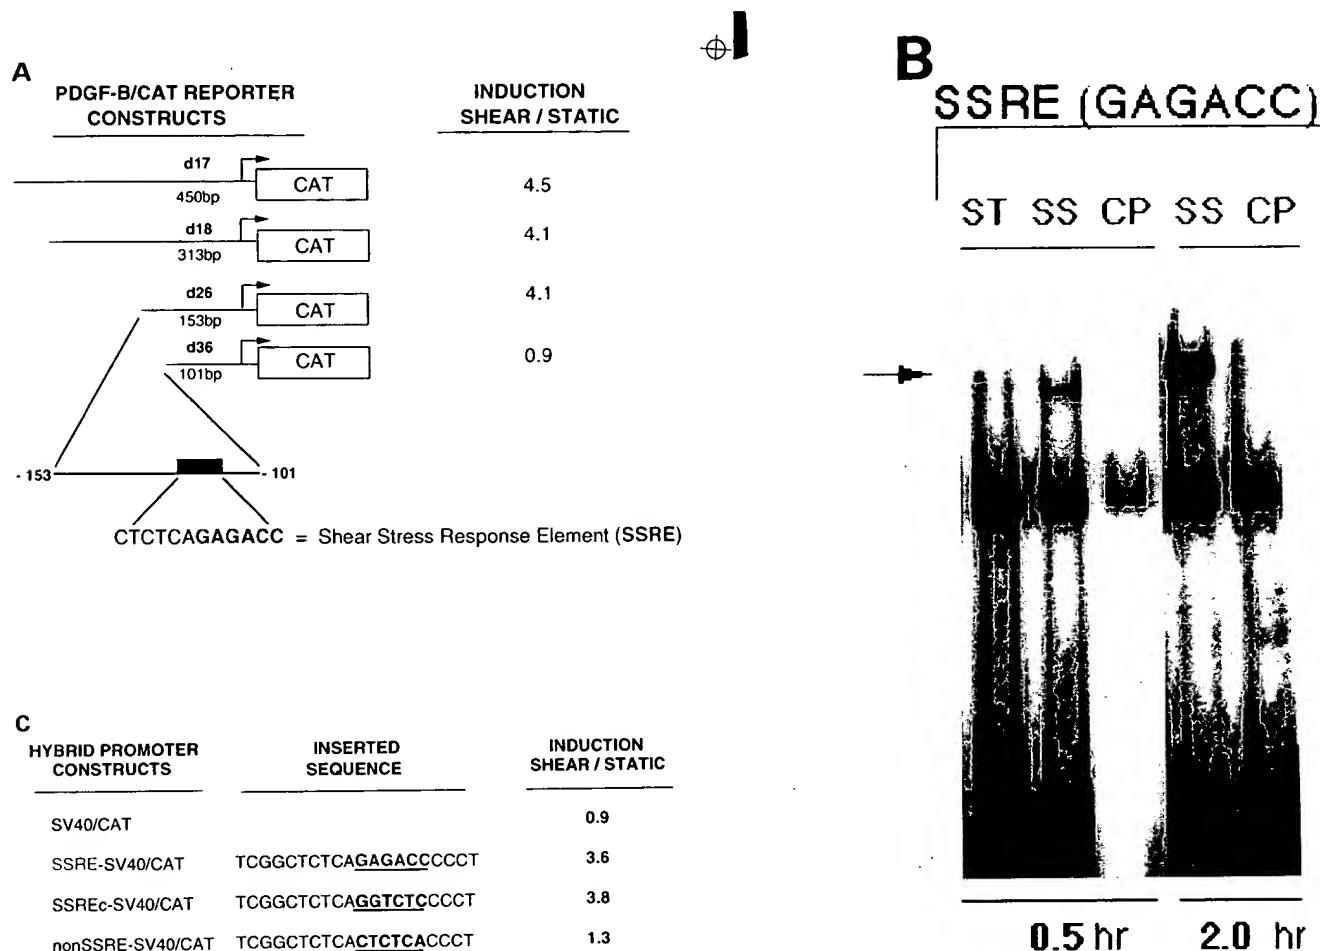 A
PDGF-B/CAT REPORTER
CONSTRUCTS
INDUCTION
SHEAR / STATIC
d17
450bp
CAT
4.5
d18
313bp
CAT
4.1
d26
153bp
CAT
4.1
d36
101bp
CAT
0.9
- 153
- 101
CTCTCAGAGACC = Shear Stress Response Element (SSRE)
B
SSRE (GAGACC)
ST SS CP SS CP
0.5 hr 2.0 hr
C
HYBRID PROMOTER
CONSTRUCTS
INSERTED
SEQUENCE
INDUCTION
SHEAR / STATIC
SV40/CAT 0.9
SSRE-SV40/CAT TCGGCTCTCAGAGACCCCCT 3.6
SSREc-SV40/CAT TCGGCTCTCAGGTCTCCCCT 3.8
nonSSRE-SV40/CAT TCGGCTCTCACTCTCACCCT 1.3